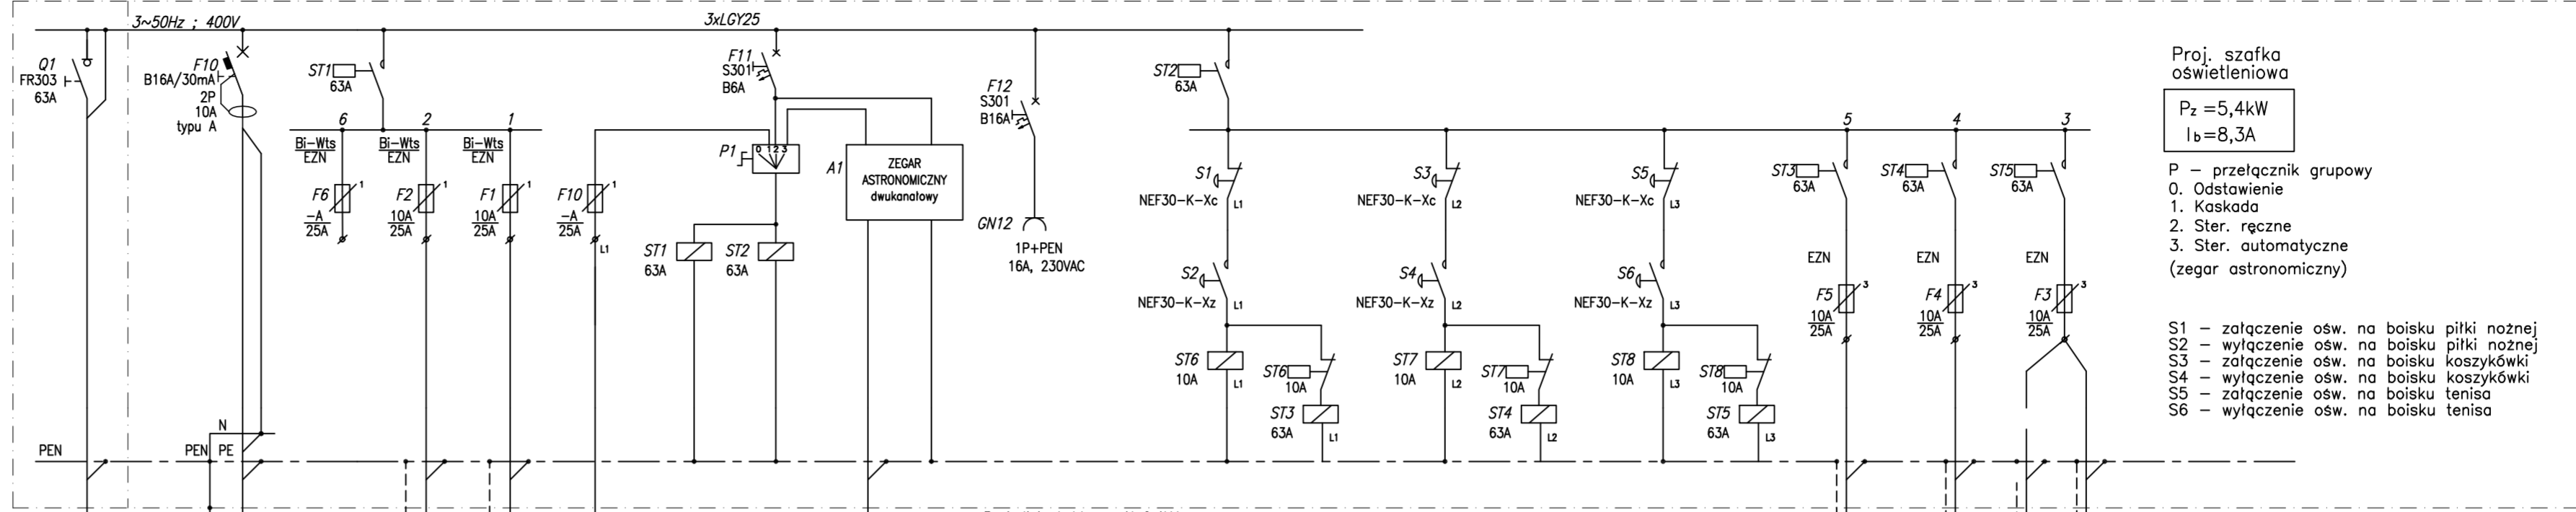 3~50Hz ; 400V
3xLGY25
Q1
FR303
63A
F10
B16A/30mA
2P
10A
typu A
ST1
63A
6
2
1
Bi-Wts
EZN
Bi-Wts
EZN
Bi-Wts
EZN
F6
1
-A
25A
F2
1
10A
25A
F1
1
10A
25A
F10
1
-A
25A
L1
F11
S301
B6A
P1
0 1 2 3
A1
ZEGAR
ASTRONOMICZNY
dwukanałowy
ST1
63A
ST2
63A
F12
S301
B16A
GN12
1P+PEN
16A, 230VAC
ST2
63A
S1
NEF30-K-Xc
L1
S3
NEF30-K-Xc
L2
S5
NEF30-K-Xc
L3
S2
NEF30-K-Xz
L1
S4
NEF30-K-Xz
L2
S6
NEF30-K-Xz
L3
ST6
10A
L1
ST6
10A
ST3
63A
L1
ST7
10A
L2
ST7
10A
ST4
63A
L2
ST8
10A
L3
ST8
10A
ST5
63A
L3
5
4
3
ST3
63A
ST4
63A
ST5
63A
EZN
EZN
EZN
F5
3
10A
25A
F4
3
10A
25A
F3
3
10A
25A
PEN
N
PEN
PE
Proj. szafka
oświetleniowa
Pz =5,4kW
Ib=8,3A
P – przełącznik grupowy
0. Odstawienie
1. Kaskada
2. Ster. ręczne
3. Ster. automatyczne
(zegar astronomiczny)
S1 – załączenie ośw. na boisku piłki nożnej
S2 – wyłączenie ośw. na boisku piłki nożnej
S3 – załączenie ośw. na boisku koszykówki
S4 – wyłączenie ośw. na boisku koszykówki
S5 – załączenie ośw. na boisku tenisa
S6 – wyłączenie ośw. na boisku tenisa